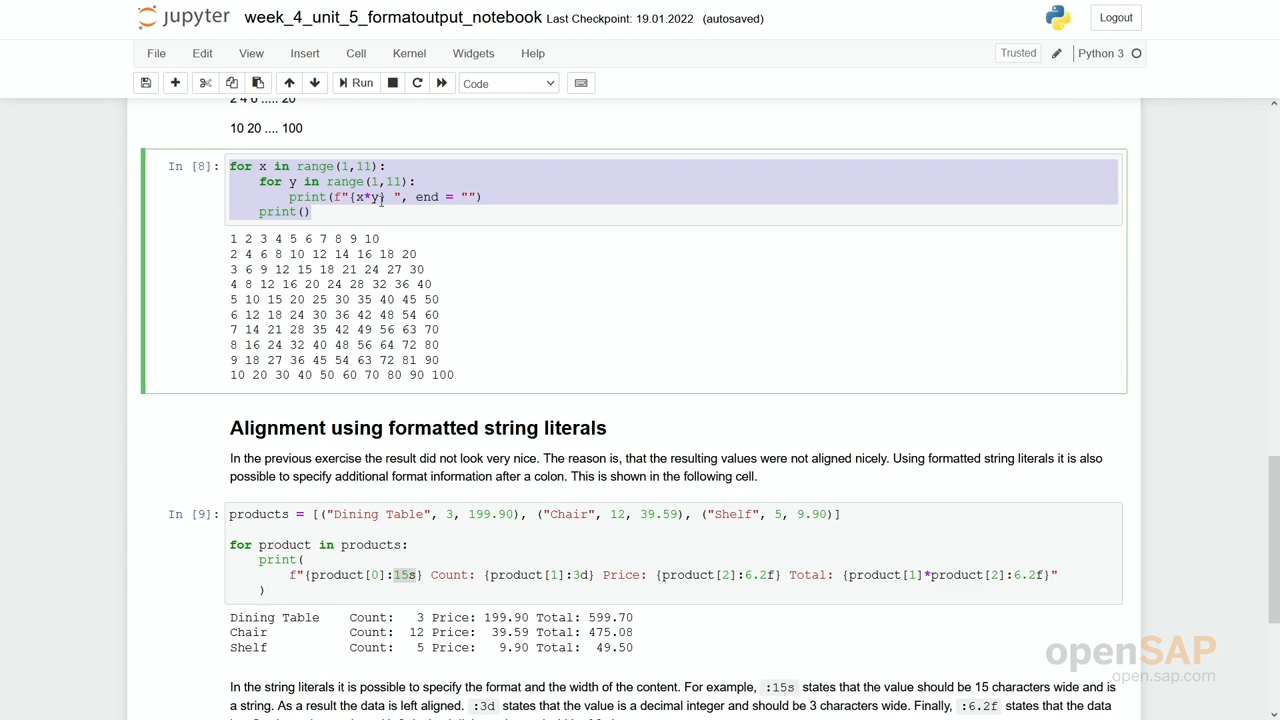 jupyter week_4_unit_5_formatoutput_notebook Last Checkpoint: 19.01.2022 (autosaved)
Logout
File Edit View Insert Cell Kernel Widgets Help
Trusted Python 3
Run Code
2 4 6 ..... 20
10 20 .... 100
In [8]: for x in range(1,11):
for y in range(1,11):
print(f"{x*y} ", end = "")
print()
1 2 3 4 5 6 7 8 9 10
2 4 6 8 10 12 14 16 18 20
3 6 9 12 15 18 21 24 27 30
4 8 12 16 20 24 28 32 36 40
5 10 15 20 25 30 35 40 45 50
6 12 18 24 30 36 42 48 54 60
7 14 21 28 35 42 49 56 63 70
8 16 24 32 40 48 56 64 72 80
9 18 27 36 45 54 63 72 81 90
10 20 30 40 50 60 70 80 90 100
Alignment using formatted string literals
In the previous exercise the result did not look very nice. The reason is, that the resulting values were not aligned nicely. Using formatted string literals it is also
possible to specify additional format information after a colon. This is shown in the following cell.
In [9]: products = [("Dining Table", 3, 199.90), ("Chair", 12, 39.59), ("Shelf", 5, 9.90)]
for product in products:
print(
f"{product[0]:15s} Count: {product[1]:3d} Price: {product[2]:6.2f} Total: {product[1]*product[2]:6.2f}"
)
Dining Table Count: 3 Price: 199.90 Total: 599.70
Chair Count: 12 Price: 39.59 Total: 475.08
Shelf Count: 5 Price: 9.90 Total: 49.50
openSAP
open.sap.com
In the string literals it is possible to specify the format and the width of the content. For example, :15s states that the value should be 15 characters wide and is
a string. As a result the data is left aligned. :3d states that the value is a decimal integer and should be 3 characters wide. Finally, :6.2f states that the data